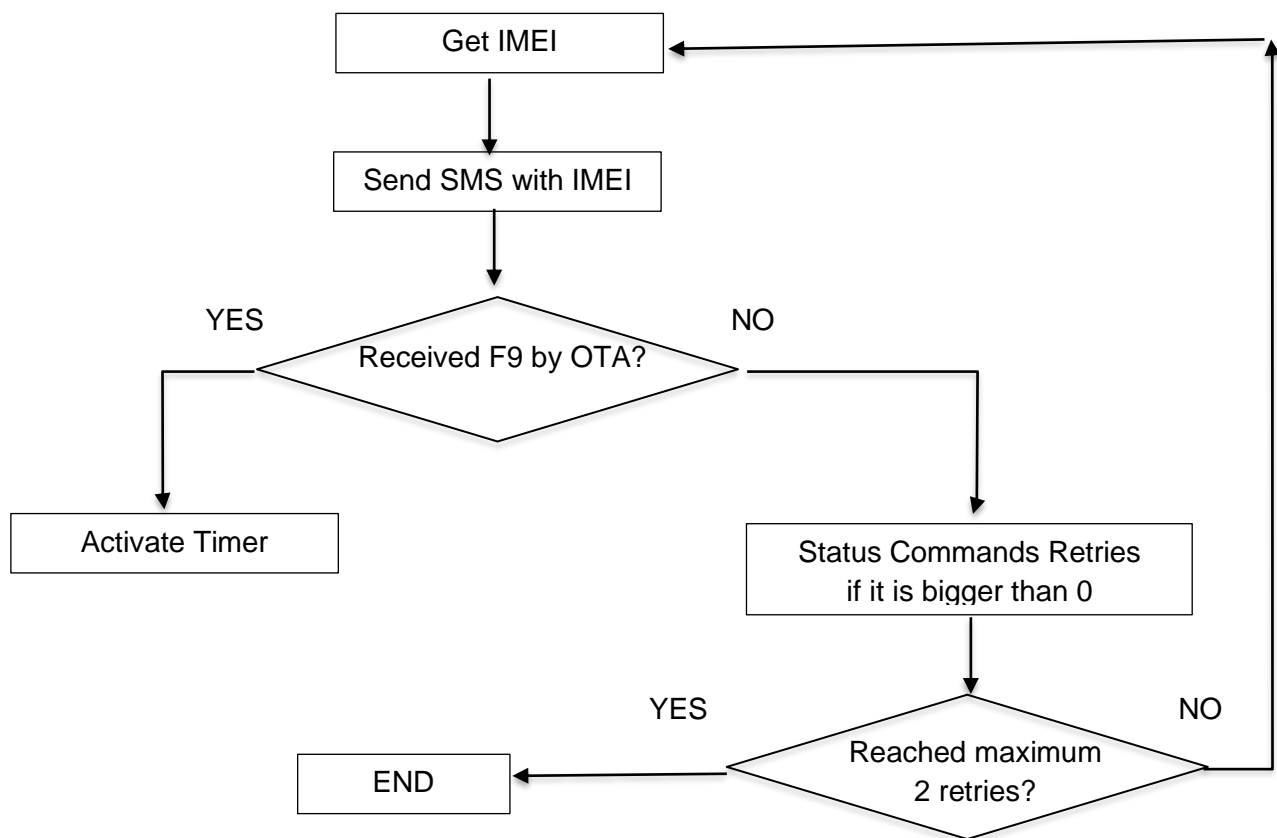 Get IMEI
Send SMS with IMEI
YES
NO
Received F9 by OTA?
Activate Timer
Status Commands Retries
if it is bigger than 0
YES
NO
Reached maximum
2 retries?
END